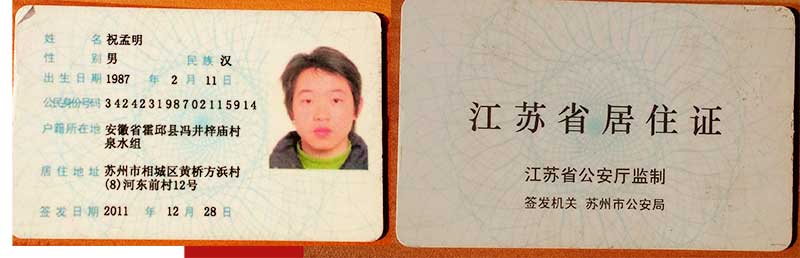 姓 名 祝孟明
性 别 男 民族 汉
出生日期 1987 年 2 月 11 日
公民身份号码 342423198702115914
户籍所在地 安徽省霍邱县冯井梓庙村
泉水组
居住地址 苏州市相城区黄桥方浜村
(8)河东前村12号
签发日期 2011 年 12 月 28 日
江苏省居住证
江苏省公安厅监制
签发机关 苏州市公安局